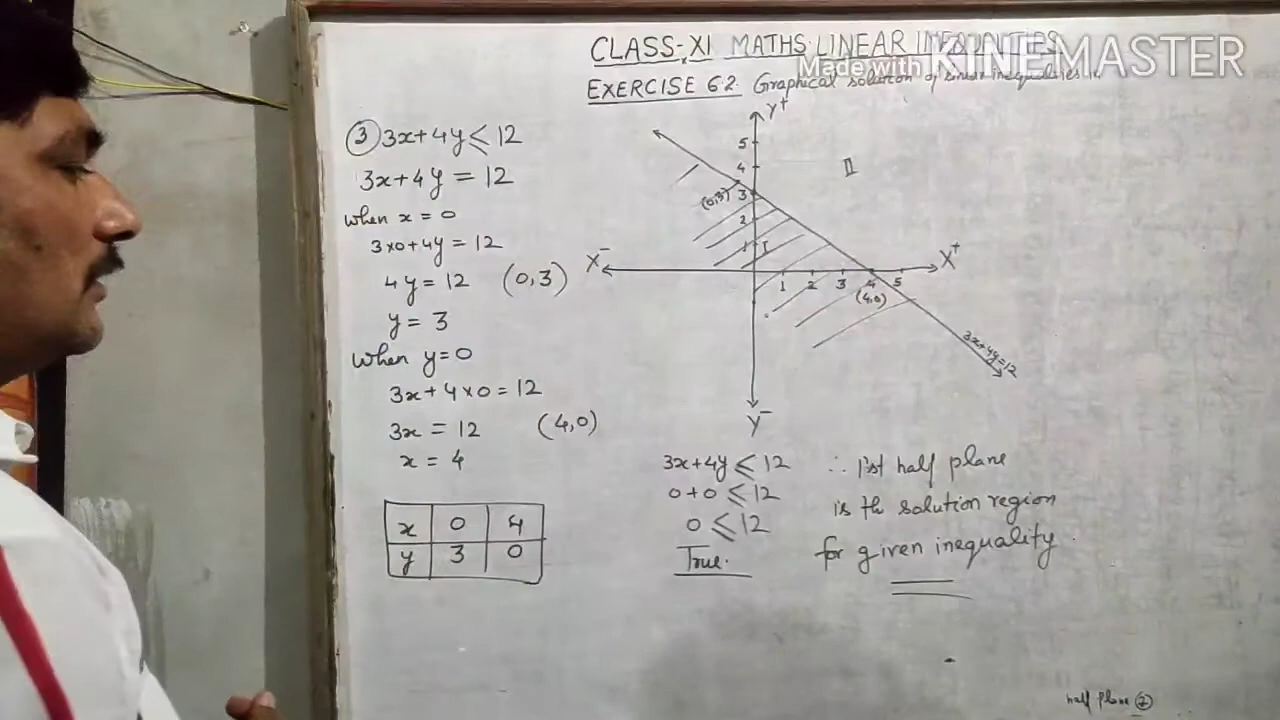 CLASS-XI MATHS LINEAR INEQUALITIES
Made with KINEMASTER
EXERCISE 6.2. Graphical solution of linear inequalities in
③ 3x+4y ≤ 12
3x+4y = 12
when x = 0
3×0+4y = 12
4y = 12 (0,3)
y = 3
when y=0
3x+4×0=12
3x = 12 (4,0)
x = 4
x 0 4
y 3 0
Y+
5
4
3
2
1
(0,3)
I
II
X-
X+
1 2 3 4 5
(4,0)
3x+4y=12
Y-
3x+4y ≤ 12
0+0 ≤ 12
0 ≤ 12
True.
∴ I'st half plane
is th solution region
for given inequality.
half plane ②